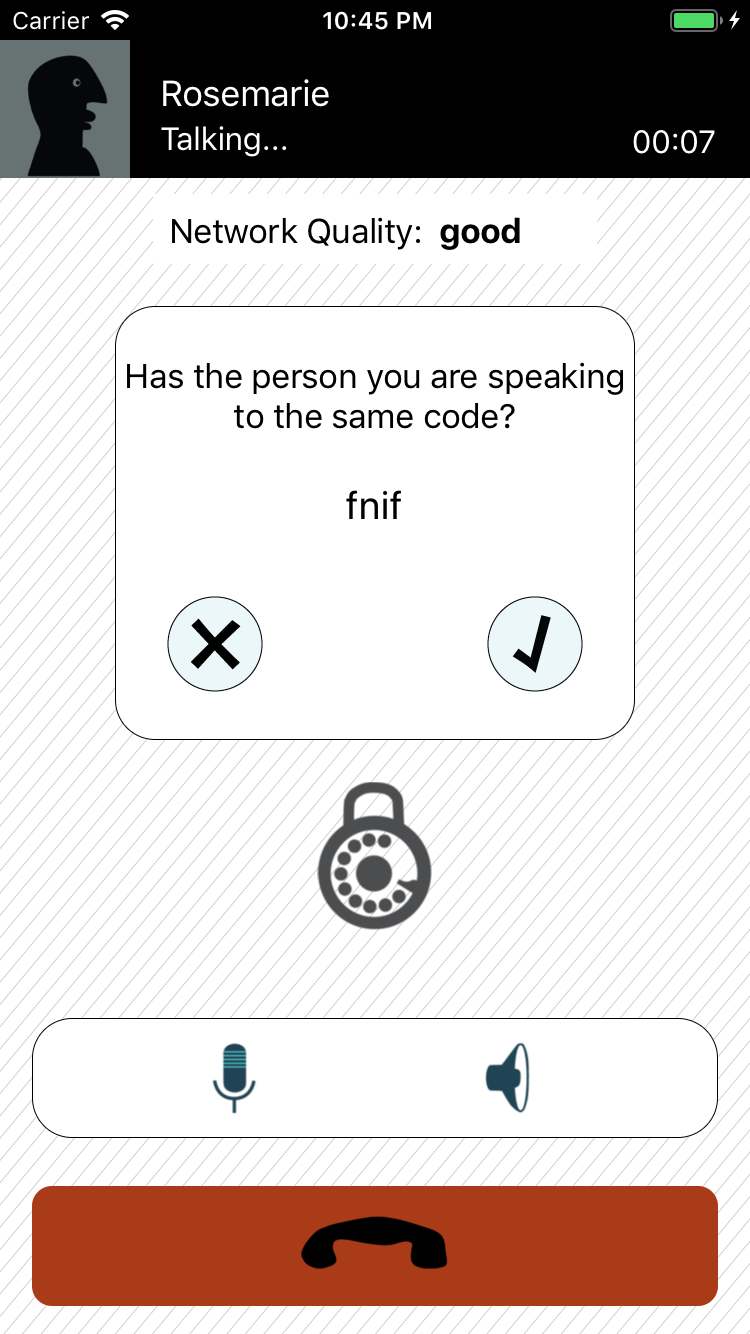 Carrier 10:45 PM
Rosemarie
Talking...
00:07
Network Quality: good
Has the person you are speaking
to the same code?
fnif